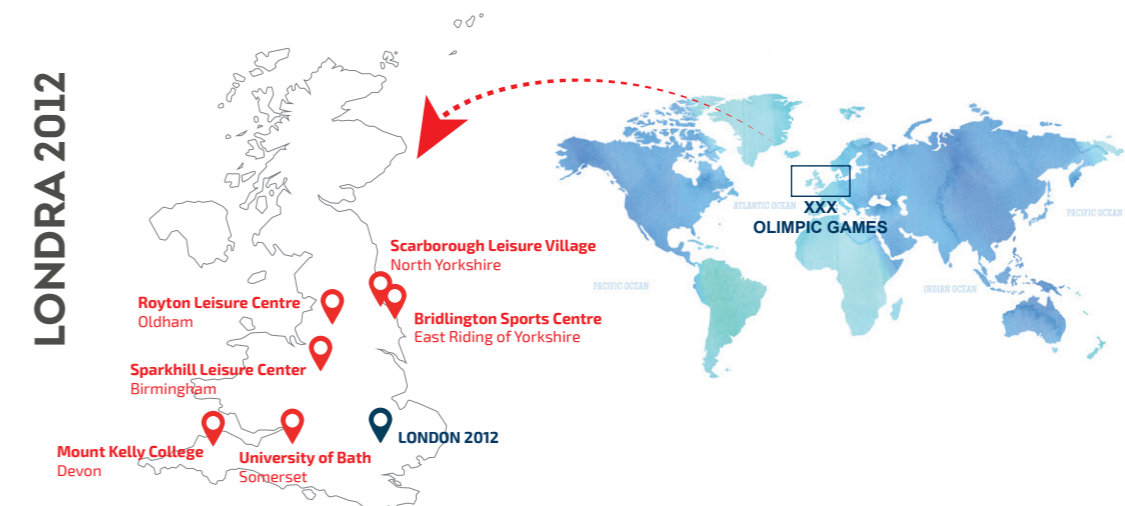 LONDRA 2012
Scarborough Leisure Village
North Yorkshire
Royton Leisure Centre
Oldham
Bridlington Sports Centre
East Riding of Yorkshire
Sparkhill Leisure Center
Birmingham
LONDON 2012
Mount Kelly College
Devon
University of Bath
Somerset
ATLANTIC OCEAN
XXX
OLIMPIC GAMES
PACIFIC OCEAN
PACIFIC OCEAN
INDIAN OCEAN